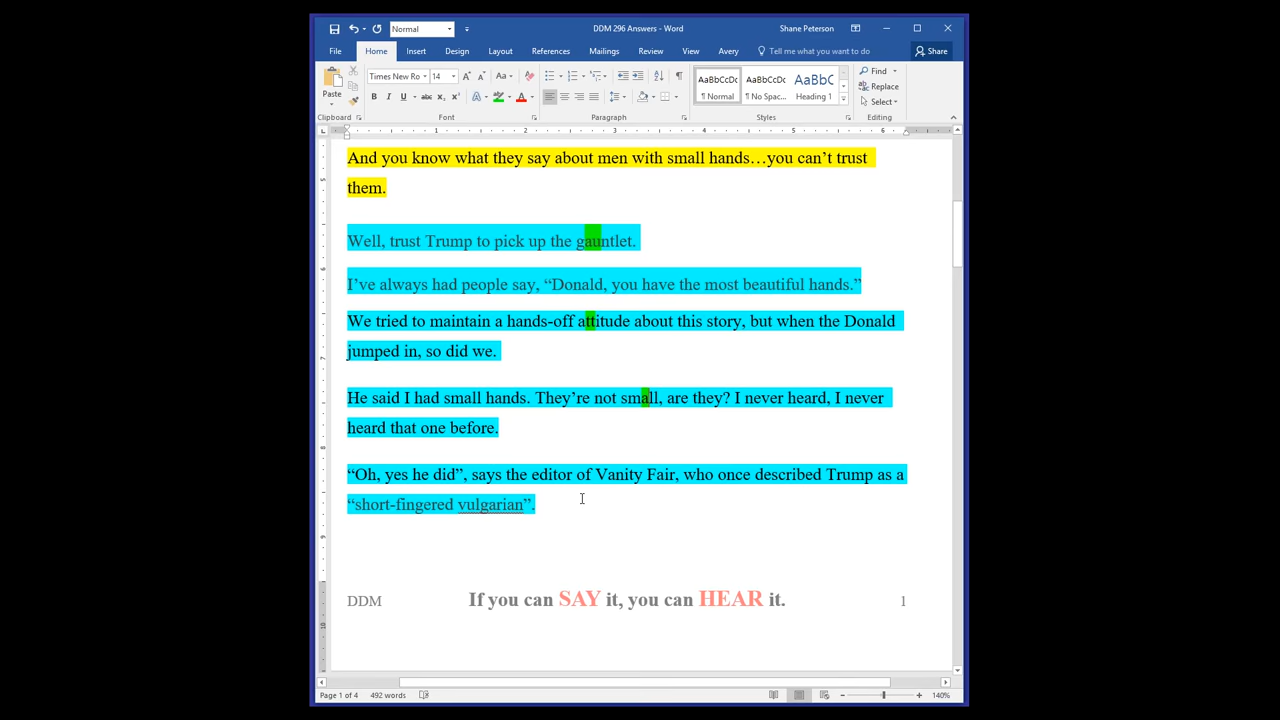 Normal
DDM 296 Answers - Word
Shane Peterson
File Home Insert Design Layout References Mailings Review View Avery Tell me what you want to do Share
Paste
Times New Ro 14
AaBbCcDc AaBbCcDc AaBbC
¶ Normal ¶ No Spac... Heading 1
Find
Replace
Select
Clipboard Font Paragraph Styles Editing
And you know what they say about men with small hands…you can’t trust
them.
Well, trust Trump to pick up the gauntlet.
I’ve always had people say, “Donald, you have the most beautiful hands.”
We tried to maintain a hands-off attitude about this story, but when the Donald
jumped in, so did we.
He said I had small hands. They’re not small, are they? I never heard, I never
heard that one before.
“Oh, yes he did”, says the editor of Vanity Fair, who once described Trump as a
“short-fingered vulgarian”.
DDM If you can SAY it, you can HEAR it. 1
Page 1 of 4 492 words 140%